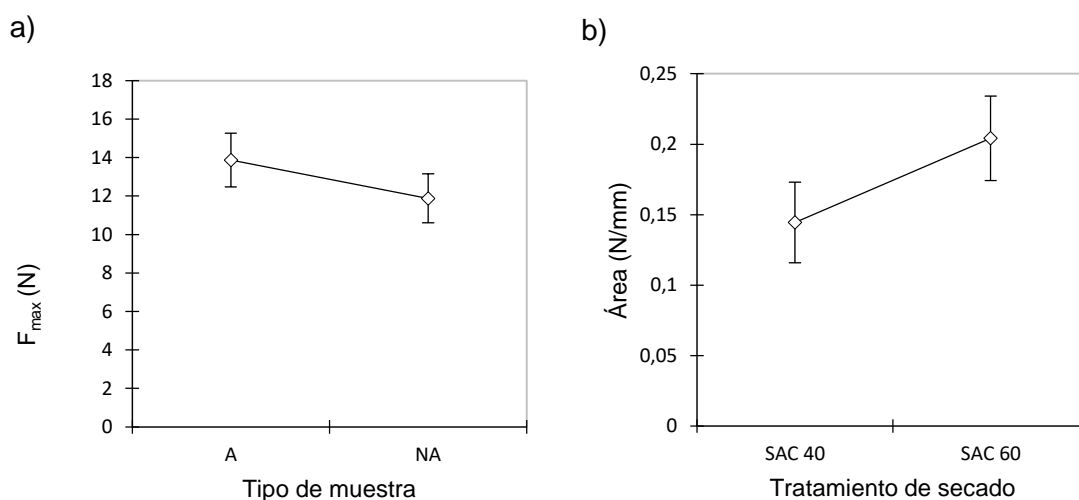 a)
18
16
14
12
10
8
6
4
2
0
F_max (N)
A NA
Tipo de muestra
b)
0,25
0,2
0,15
0,1
0,05
0
Área (N/mm)
SAC 40 SAC 60
Tratamiento de secado